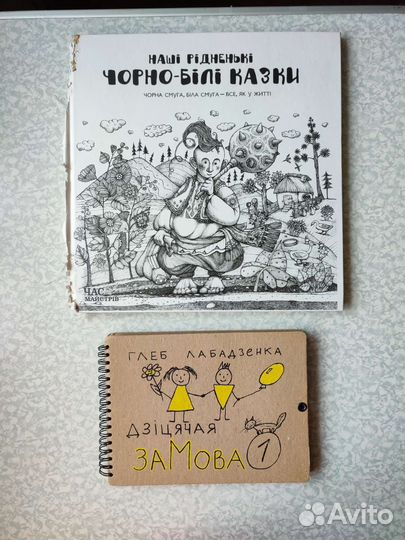 НАШІ РІДНЕНЬКІ
ЧОРНО-БІЛІ КАЗКИ
ЧОРНА СМУГА, БІЛА СМУГА – ВСЕ, ЯК У ЖИТТІ
ЧАС
МАЙСТРІВ
ГЛЕБ ЛАБАДЗЕНКА
ДЗІЦЯЧАЯ
ЗАМОВА 1
Avito